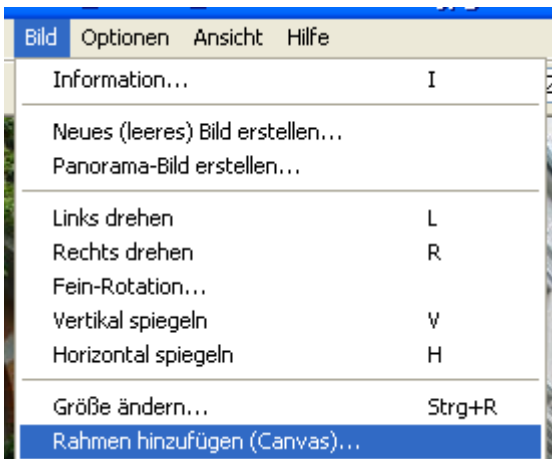 Bild Optionen Ansicht Hilfe
Information... I
Neues (leeres) Bild erstellen...
Panorama-Bild erstellen...
Links drehen L
Rechts drehen R
Fein-Rotation...
Vertikal spiegeln V
Horizontal spiegeln H
Größe ändern... Strg+R
Rahmen hinzufügen (Canvas)...